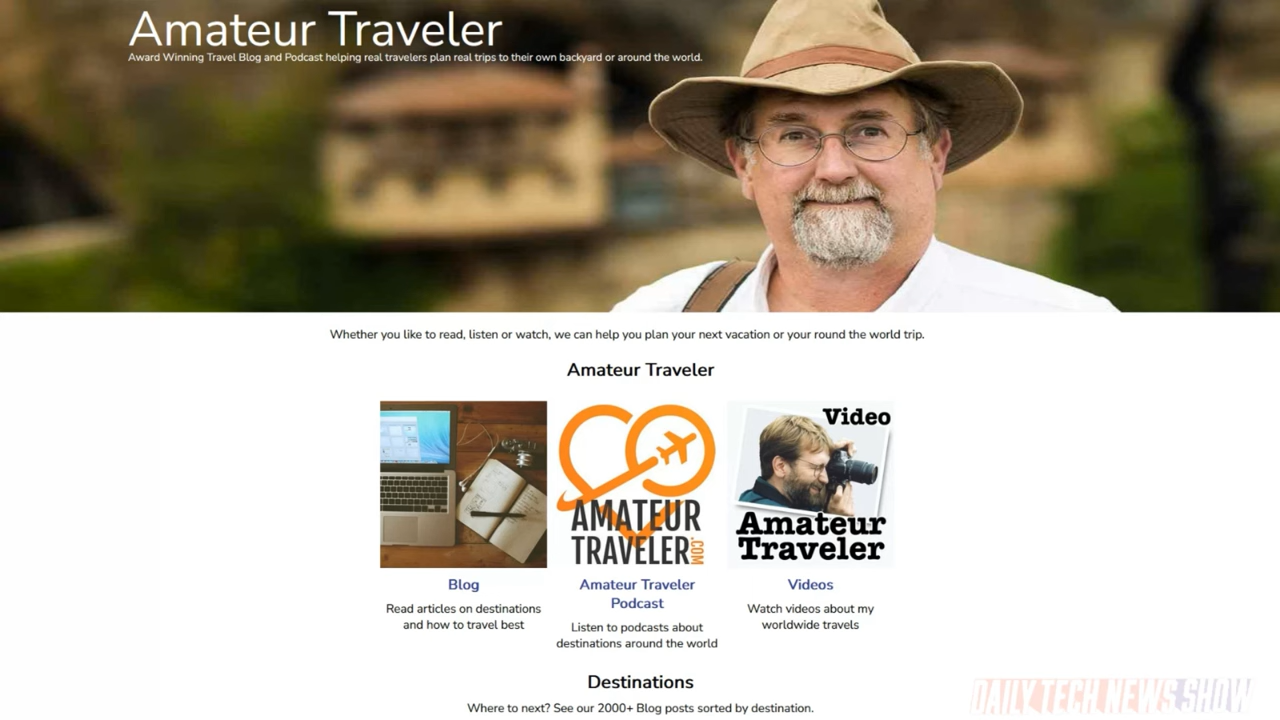 Amateur Traveler
Award Winning Travel Blog and Podcast helping real travelers plan real trips to their own backyard or around the world.
Whether you like to read, listen or watch, we can help you plan your next vacation or your round the world trip.
Amateur Traveler
AMATEUR
TRAVELER.COM
Video
Amateur
Traveler
Blog
Read articles on destinations
and how to travel best
Amateur Traveler
Podcast
Listen to podcasts about
destinations around the world
Videos
Watch videos about my
worldwide travels
Destinations
Where to next? See our 2000+ Blog posts sorted by destination.
DAILY TECH NEWS SHOW